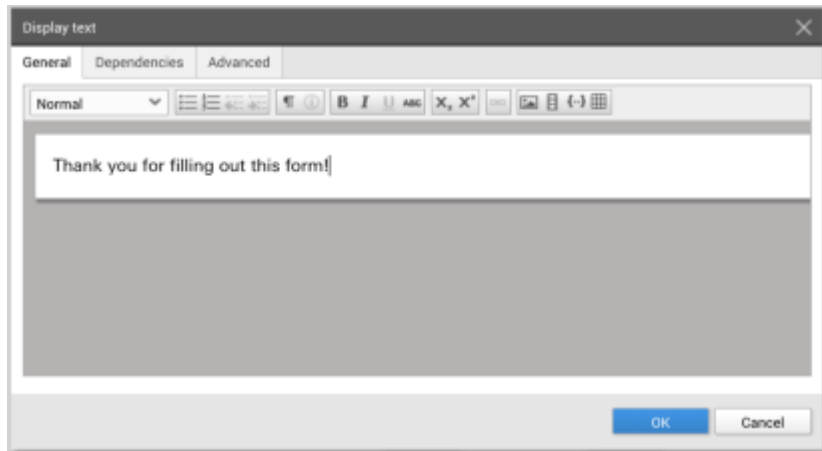 Display text
General Dependencies Advanced
Normal ¶ B I U ABC X, X*
Thank you for filling out this form!
OK Cancel